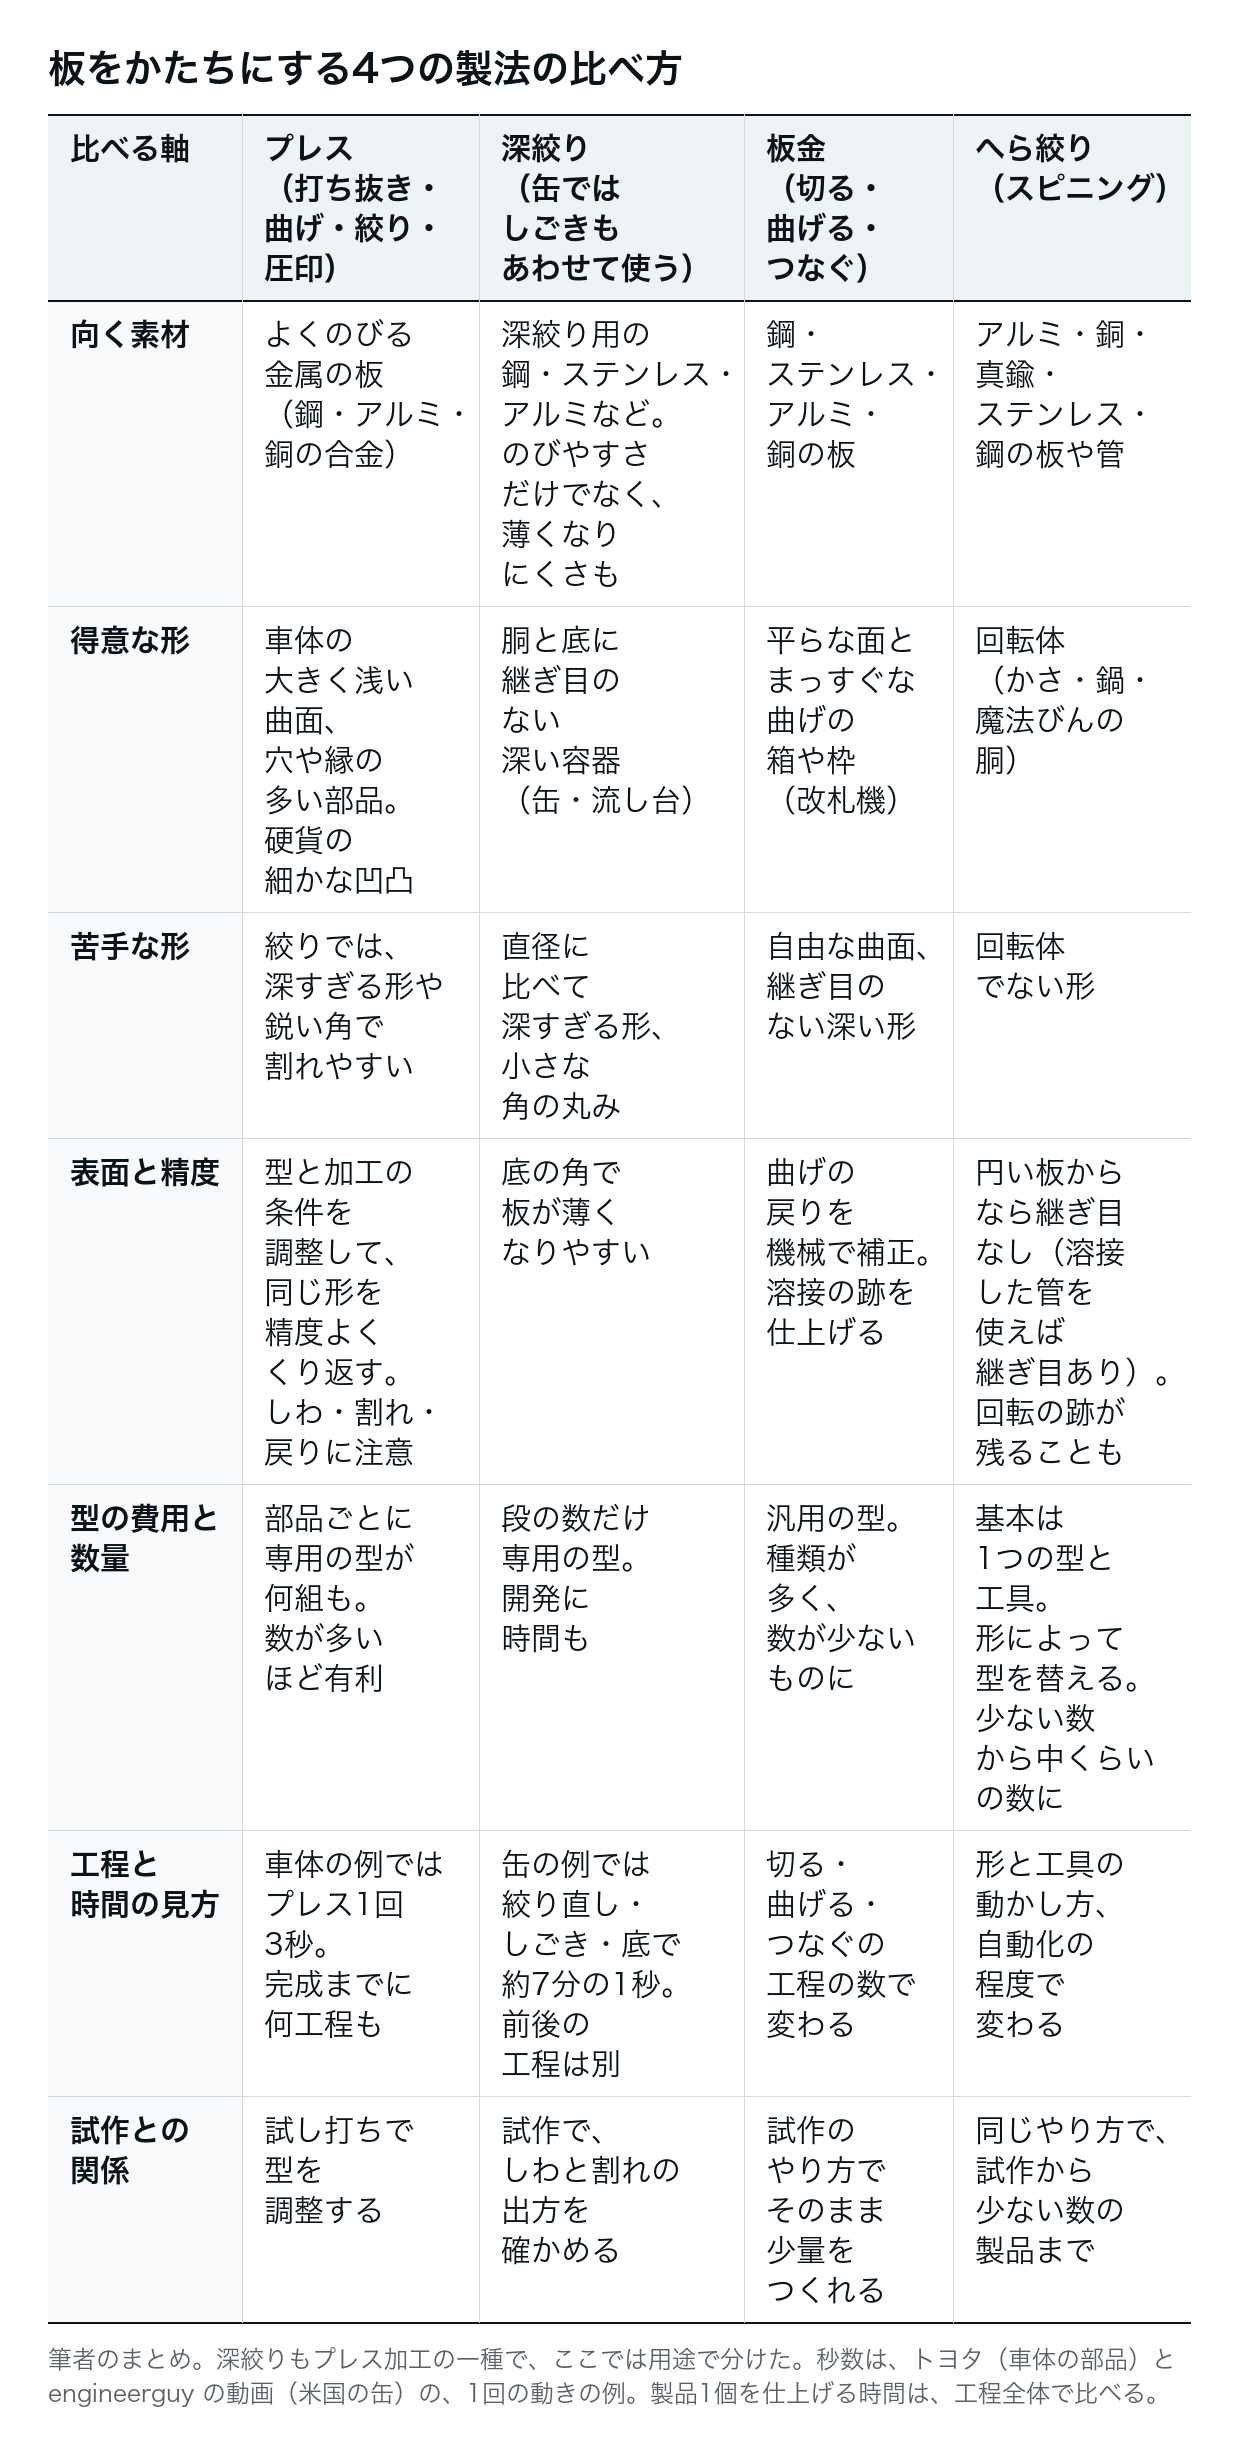 板をかたちにする4つの製法の比べ方
比べる軸
プレス
（打ち抜き・
曲げ・絞り・
圧印）
深絞り
（缶では
しごきも
あわせて使う）
板金
（切る・
曲げる・
つなぐ）
へら絞り
（スピニング）
向く素材
よくのびる
金属の板
（鋼・アルミ・
銅の合金）
深絞り用の
鋼・ステンレス・
アルミなど。
のびやすさ
だけでなく、
薄くなり
にくさも
鋼・
ステンレス・
アルミ・
銅の板
アルミ・銅・
真鍮・
ステンレス・
鋼の板や管
得意な形
車体の
大きく浅い
曲面、
穴や縁の
多い部品。
硬貨の
細かな凹凸
胴と底に
継ぎ目の
ない
深い容器
（缶・流し台）
平らな面と
まっすぐな
曲げの
箱や枠
（改札機）
回転体
（かさ・鍋・
魔法びんの
胴）
苦手な形
絞りでは、
深すぎる形や
鋭い角で
割れやすい
直径に
比べて
深すぎる形、
小さな
角の丸み
自由な曲面、
継ぎ目の
ない深い形
回転体
でない形
表面と精度
型と加工の
条件を
調整して、
同じ形を
精度よく
くり返す。
しわ・割れ・
戻りに注意
底の角で
板が薄く
なりやすい
曲げの
戻りを
機械で補正。
溶接の跡を
仕上げる
円い板から
なら継ぎ目
なし（溶接
した管を
使えば
継ぎ目あり）。
回転の跡が
残ることも
型の費用と
数量
部品ごとに
専用の型が
何組も。
数が多い
ほど有利
段の数だけ
専用の型。
開発に
時間も
汎用の型。
種類が
多く、
数が少ない
ものに
基本は
1つの型と
工具。
形によって
型を替える。
少ない数
から中くらい
の数に
工程と
時間の見方
車体の例では
プレス1回
3秒。
完成までに
何工程も
缶の例では
絞り直し・
しごき・底で
約7分の1秒。
前後の
工程は別
切る・
曲げる・
つなぐの
工程の数で
変わる
形と工具の
動かし方、
自動化の
程度で
変わる
試作との
関係
試し打ちで
型を
調整する
試作で、
しわと割れの
出方を
確かめる
試作の
やり方で
そのまま
少量を
つくれる
同じやり方で、
試作から
少ない数の
製品まで
筆者のまとめ。深絞りもプレス加工の一種で、ここでは用途で分けた。秒数は、トヨタ（車体の部品）と
engineerguy の動画（米国の缶）の、1回の動きの例。製品1個を仕上げる時間は、工程全体で比べる。